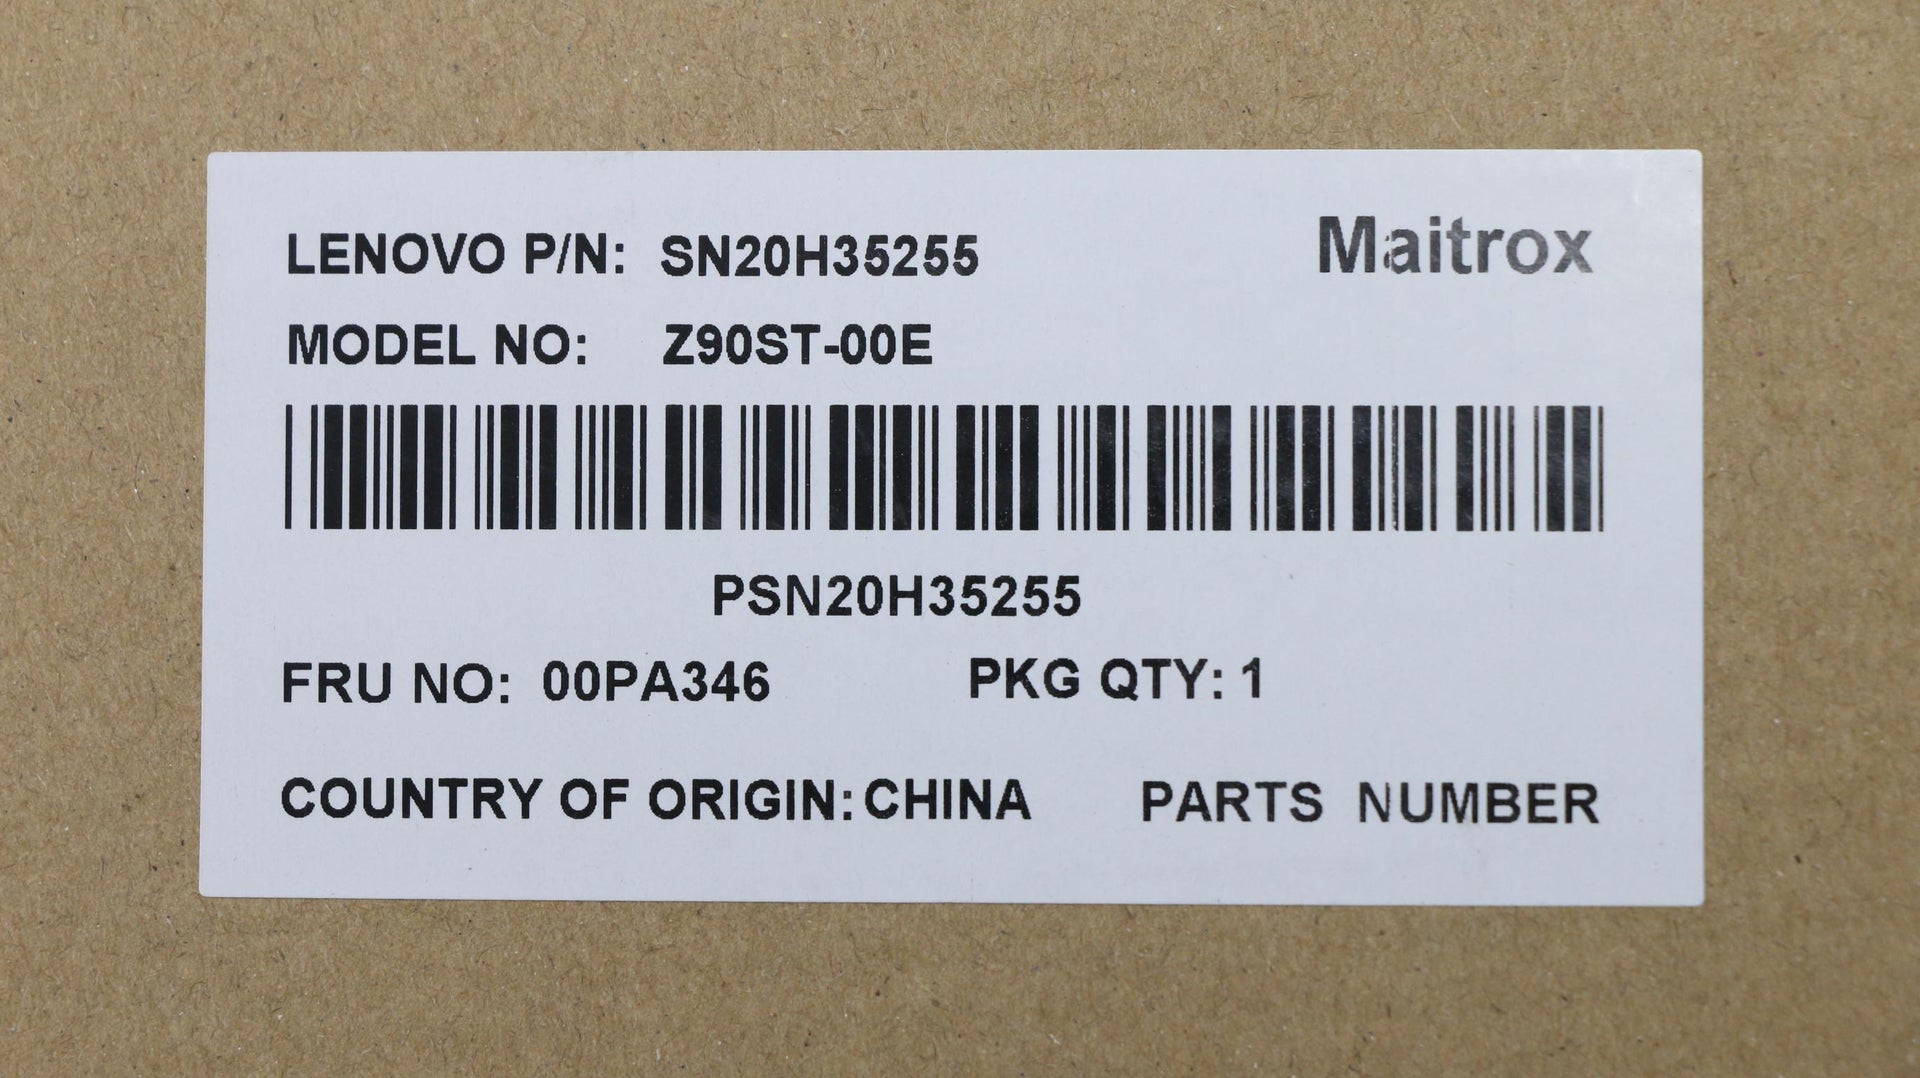 LENOVO P/N: SN20H35255 Maitrox
MODEL NO: Z90ST-00E
PSN20H35255
FRU NO: 00PA346 PKG QTY: 1
COUNTRY OF ORIGIN: CHINA PARTS NUMBER